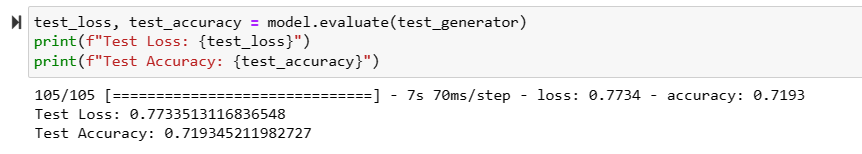 test_loss, test_accuracy = model.evaluate(test_generator)
print(f"Test Loss: {test_loss}")
print(f"Test Accuracy: {test_accuracy}")
105/105 [==============================] - 7s 70ms/step - loss: 0.7734 - accuracy: 0.7193
Test Loss: 0.7733513116836548
Test Accuracy: 0.719345211982727